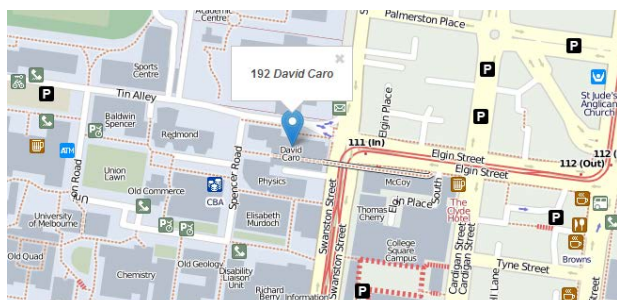 Academic
Centre
Palmerston Place
192 David Caro
Sports
Centre
Tin Alley
Baldwin
Spencer
Redmond
Elgin Place
St Jude's
Anglican
Church
111 (In)
Elgin Street
Elgin Street
112 (Out)
112 (
David
Caro
Union
Lawn
ATM
Spencer Road
Physics
McCoy
South
Old Commerce
CBA
Thomas
Cherry
Elgin Place
The
Clyde
Hotel
University
of
Melbourne
Elisabeth
Murdoch
Swanston Street
Swanston Street
Cardigan Street
Cardigan Street
Browns
Old Quad
Old Geology
College
Square
Campus
Tyne Street
Chemistry
Disability
Liaison
Unit
Richard
Berry
Information
l Lane